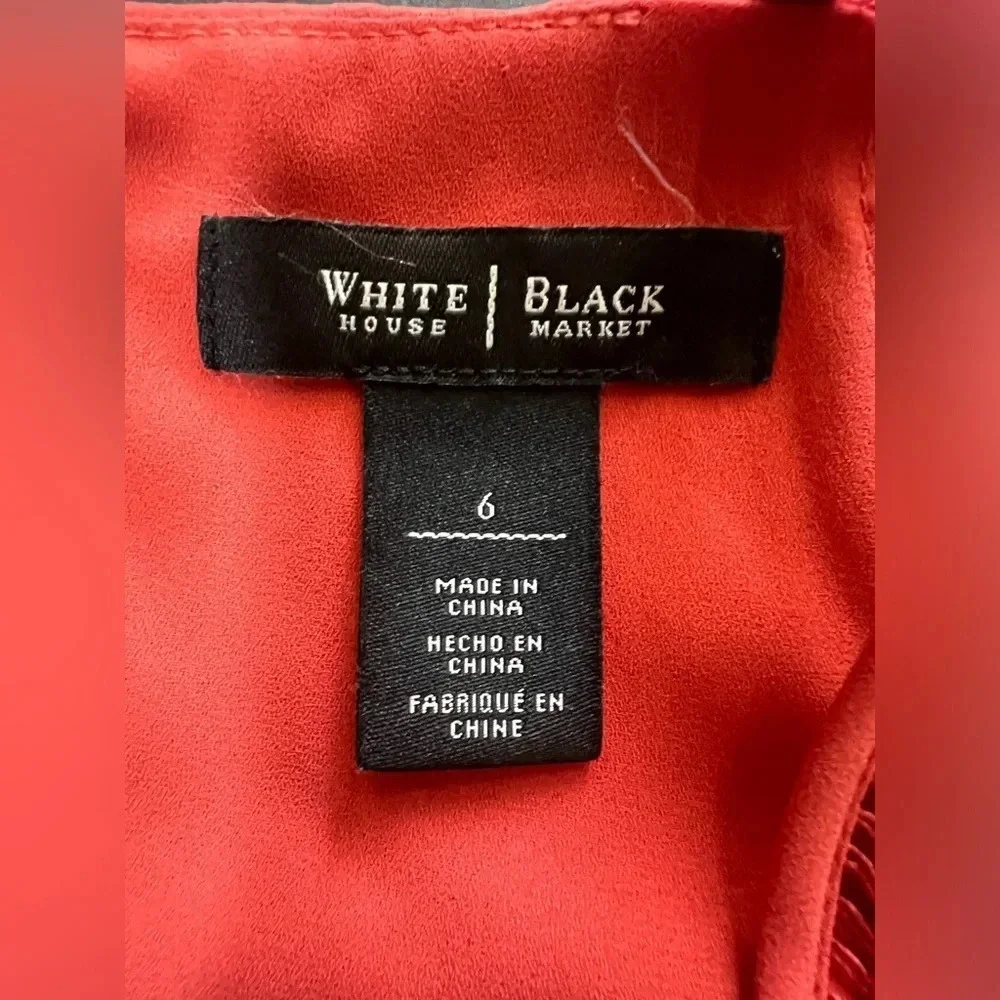 WHITE | BLACK
HOUSE MARKET
6
MADE IN
CHINA
HECHO EN
CHINA
FABRIQUÉ EN
CHINE